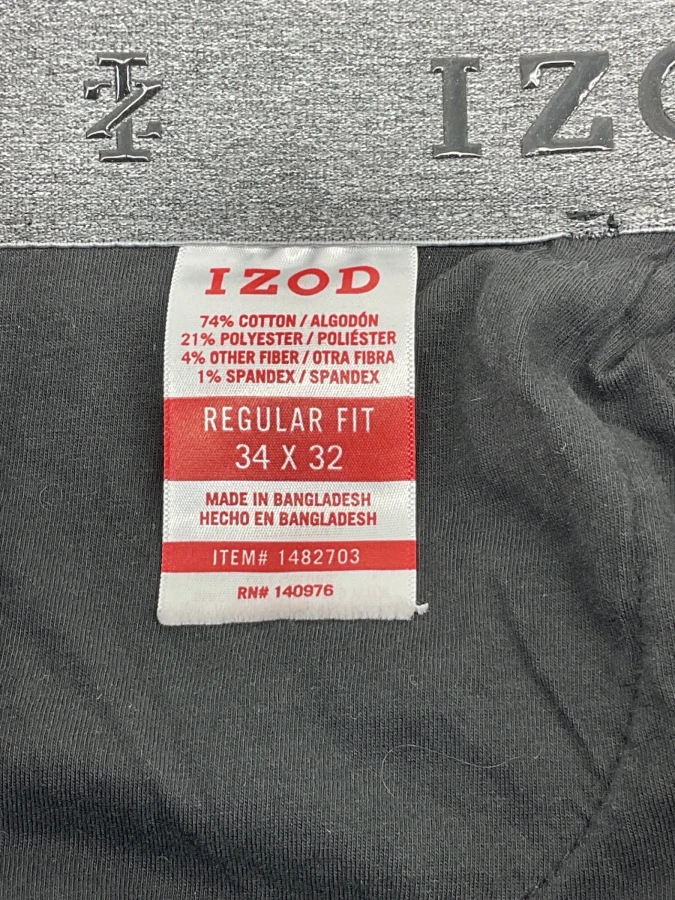 IZOD
IZOD
74% COTTON / ALGODÓN
21% POLYESTER / POLIÉSTER
4% OTHER FIBER / OTRA FIBRA
1% SPANDEX / SPANDEX
REGULAR FIT
34 X 32
MADE IN BANGLADESH
HECHO EN BANGLADESH
ITEM# 1482703
RN# 140976